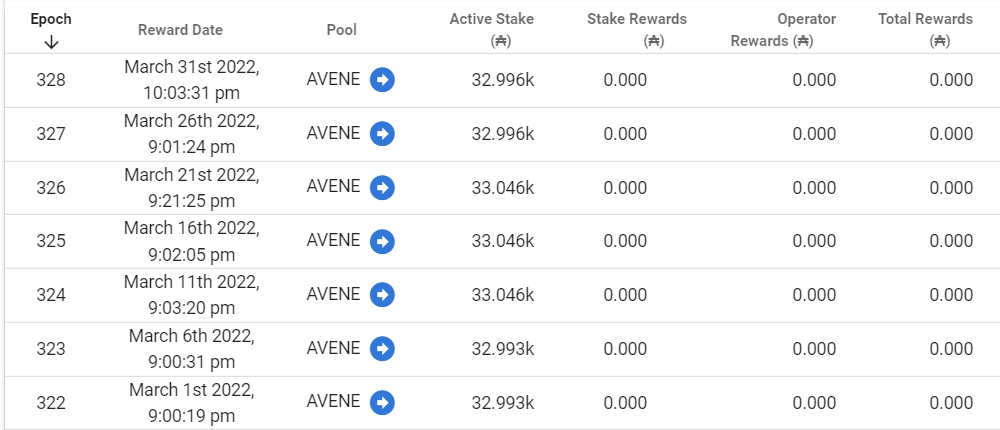 Epoch Reward Date Pool Active Stake (₳) Stake Rewards (₳) Operator Rewards (₳) Total Rewards (₳)
328 March 31st 2022, 10:03:31 pm AVENE 32.996k 0.000 0.000 0.000
327 March 26th 2022, 9:01:24 pm AVENE 32.996k 0.000 0.000 0.000
326 March 21st 2022, 9:21:25 pm AVENE 33.046k 0.000 0.000 0.000
325 March 16th 2022, 9:02:05 pm AVENE 33.046k 0.000 0.000 0.000
324 March 11th 2022, 9:03:20 pm AVENE 33.046k 0.000 0.000 0.000
323 March 6th 2022, 9:00:31 pm AVENE 32.993k 0.000 0.000 0.000
322 March 1st 2022, 9:00:19 pm AVENE 32.993k 0.000 0.000 0.000